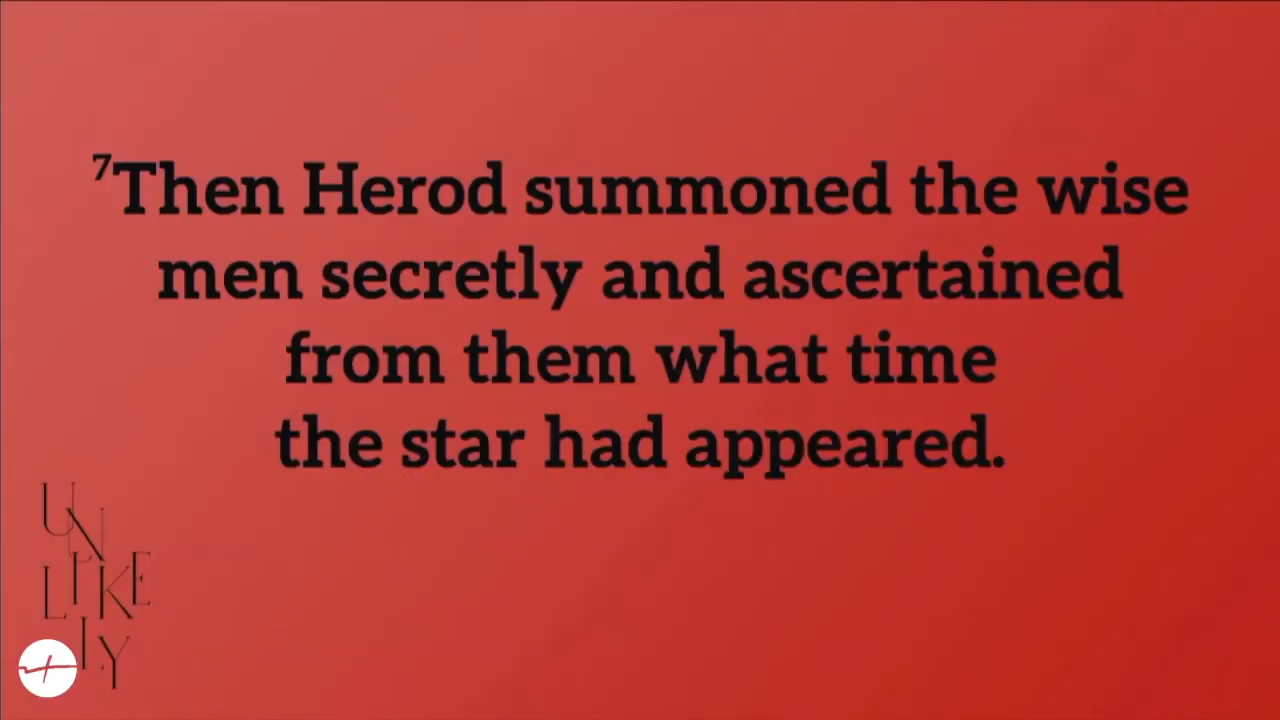 ⁷Then Herod summoned the wise
men secretly and ascertained
from them what time
the star had appeared.
UN
LIKE
LY